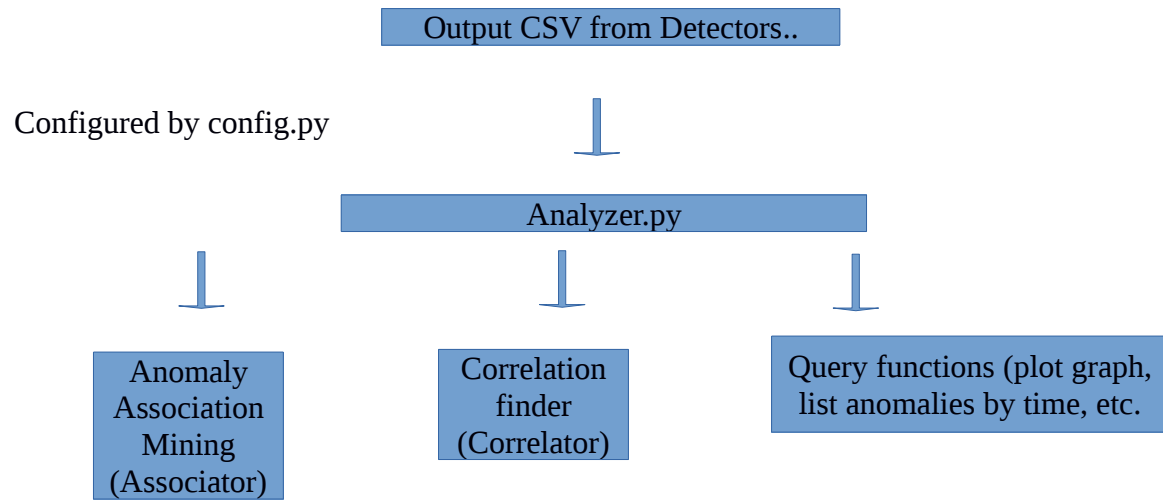 Output CSV from Detectors..
Configured by config.py
Analyzer.py
Anomaly
Association
Mining
(Associator)
Correlation
finder
(Correlator)
Query functions (plot graph,
list anomalies by time, etc.